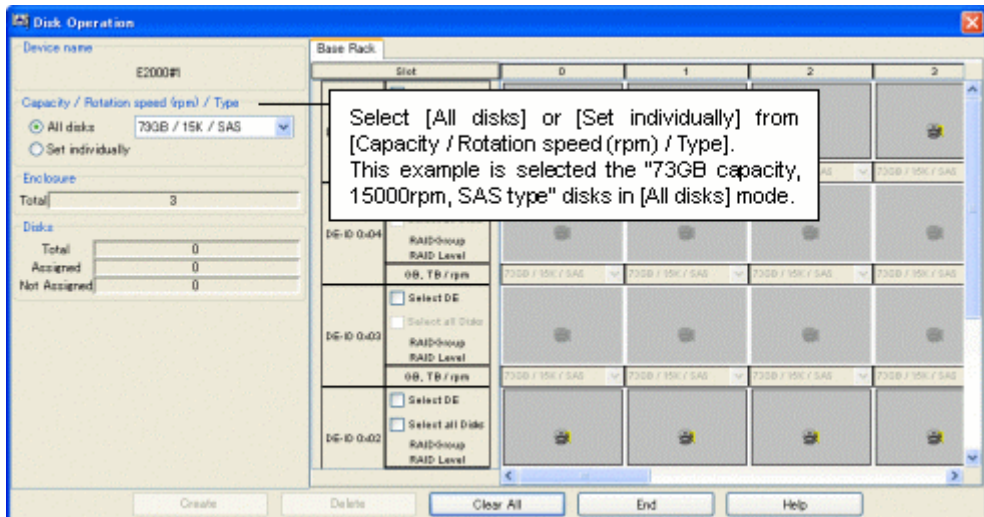 Disk Operation
Device name
E2000#1
Capacity / Rotation speed (rpm) / Type
All disks 73GB / 15K / SAS
Set individually
Enclosure
Total 3
Disks
Total 0
Assigned 0
Not Assigned 0
Base Rack
Slot 0 1 2 3
Select [All disks] or [Set individually] from
[Capacity / Rotation speed (rpm) / Type].
This example is selected the "73GB capacity,
15000rpm, SAS type" disks in [All disks] mode.
73GB / 15K / SAS
DE-ID 0x04
RAIDGroup
RAID Level
GB, TB/rpm 73GB / 15K / SAS 73GB / 15K / SAS 73GB / 15K / SAS 73GB / 15K / SAS
Select DE
Select all Disks
DE-ID 0x03
RAIDGroup
RAID Level
GB, TB/rpm 73GB / 15K / SAS 73GB / 15K / SAS 73GB / 15K / SAS 73GB / 15K / SAS
Select DE
Select all Disks
DE-ID 0x02
RAIDGroup
RAID Level
Create Delete Clear All End Help